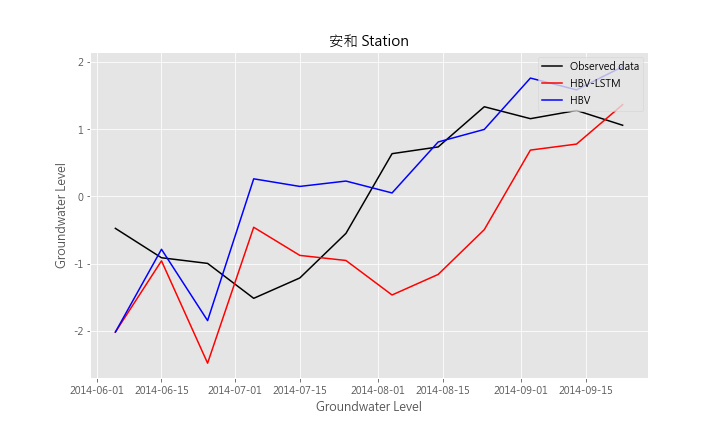 安和 Station
Observed data
HBV-LSTM
HBV
2
1
0
-1
-2
Groundwater Level
2014-06-01
2014-06-15
2014-07-01
2014-07-15
2014-08-01
2014-08-15
2014-09-01
2014-09-15
Groundwater Level